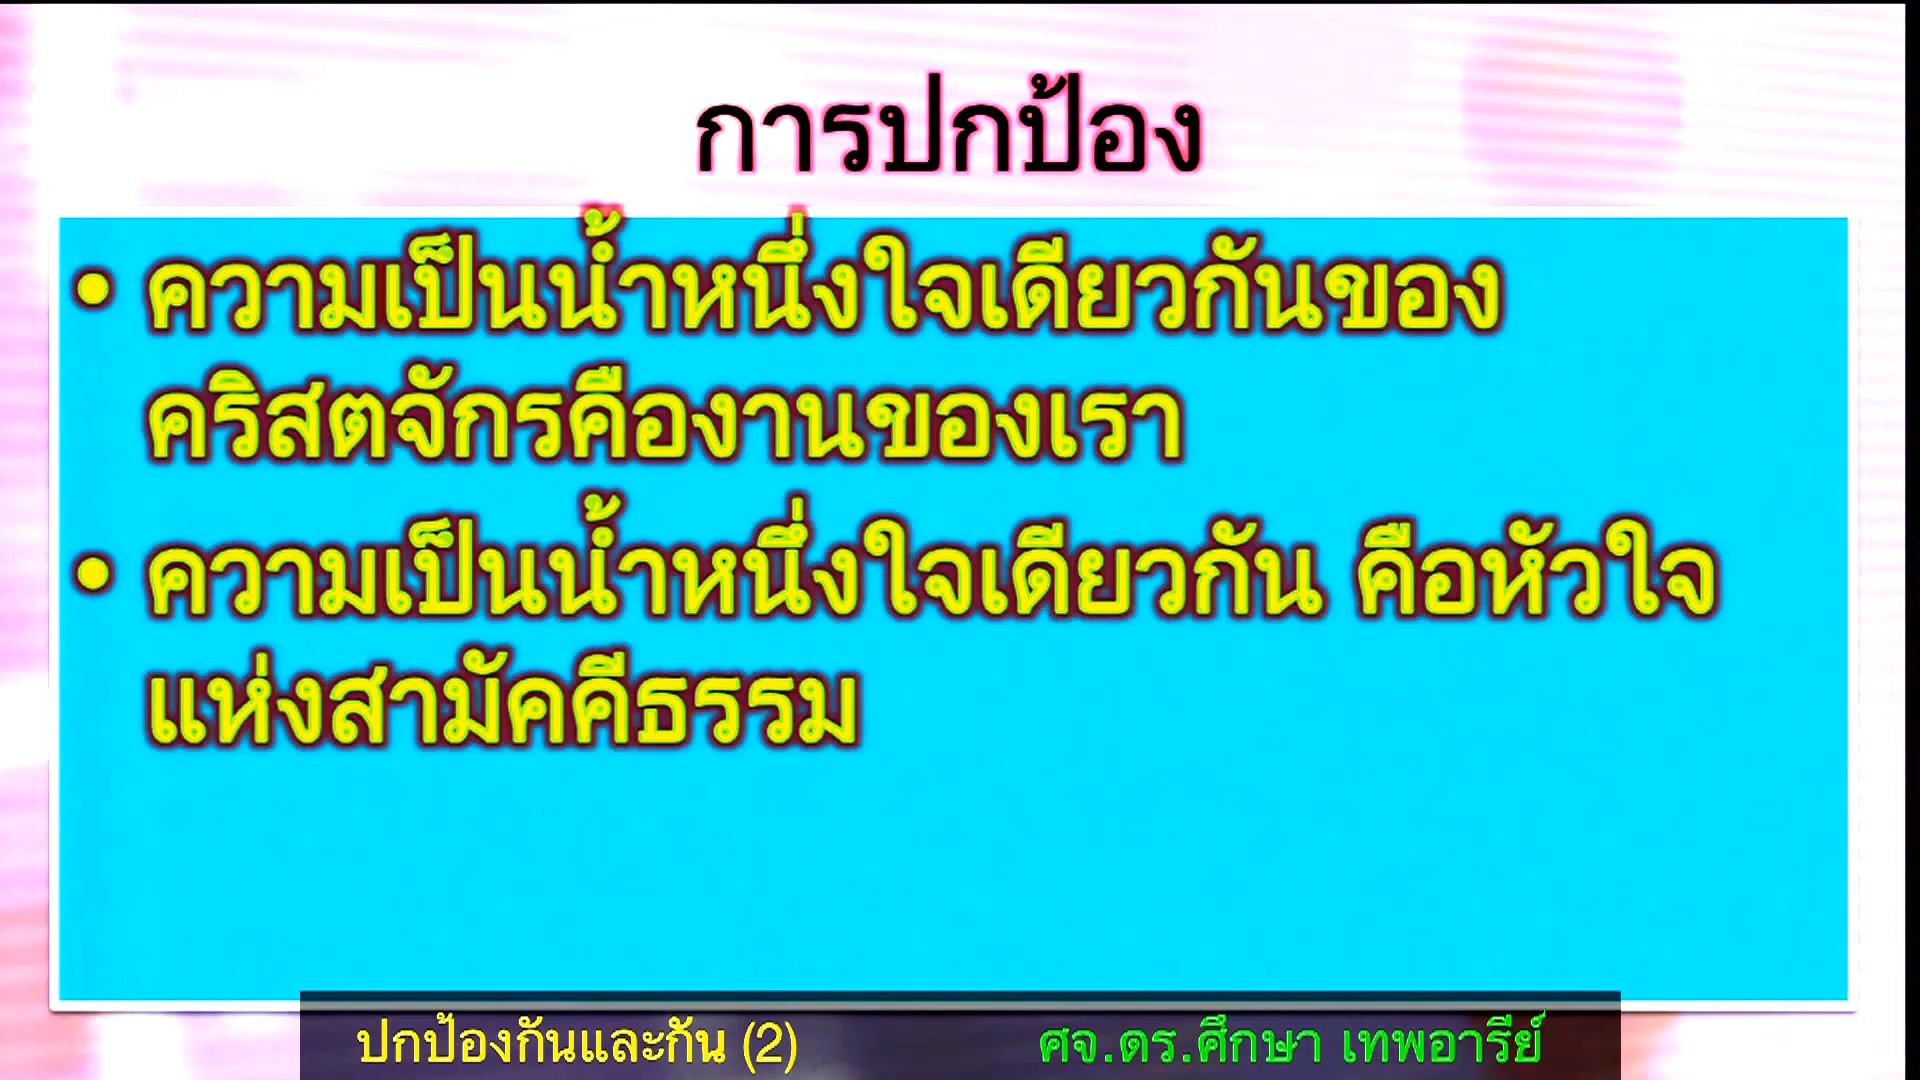 การปกป้อง
• ความเป็นน้ำหนึ่งใจเดียวกันของ
คริสตจักรคืองานของเรา
• ความเป็นน้ำหนึ่งใจเดียวกัน คือหัวใจ
แห่งสามัคคีธรรม
ปกป้องกันและกัน (2) ศจ.ดร.ศึกษา เทพอารีย์